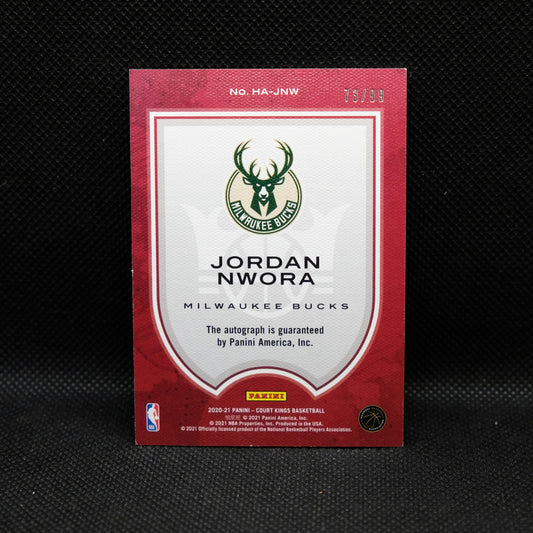 No. HA-JNW
73/99
MILWAUKEE BUCKS
JORDAN
NWORA
MILWAUKEE BUCKS
The autograph is guaranteed
by Panini America, Inc.
PANINI
2020-21 PANINI – COURT KINGS BASKETBALL
© 2021 Panini America, Inc.
© 2021 NBA Properties, Inc. Produced in the USA.
© 2021 Officially licensed product of the National Basketball Players Association.